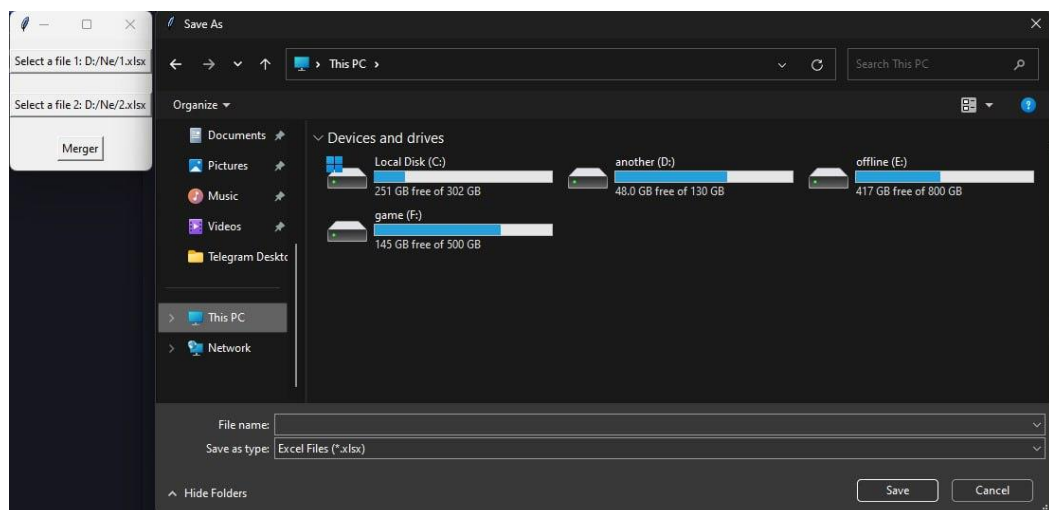 Select a file 1: D:/Ne/1.xlsx
Select a file 2: D:/Ne/2.xlsx
Merger
Save As
This PC
Search This PC
Organize
Documents
Pictures
Music
Videos
Telegram Deskto
This PC
Network
Devices and drives
Local Disk (C:)
251 GB free of 302 GB
another (D:)
48.0 GB free of 130 GB
offline (E:)
417 GB free of 800 GB
game (F:)
145 GB free of 500 GB
File name:
Save as type: Excel Files (*.xlsx)
Hide Folders
Save
Cancel